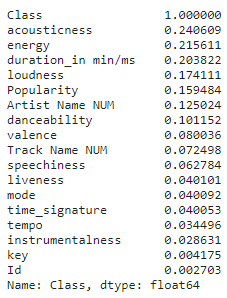 Class 1.000000
acousticness 0.240609
energy 0.215611
duration_in min/ms 0.203822
loudness 0.174111
Popularity 0.159484
Artist Name NUM 0.125024
danceability 0.101152
valence 0.080036
Track Name NUM 0.072498
speechiness 0.062784
liveness 0.040101
mode 0.040092
time_signature 0.040053
tempo 0.034496
instrumentalness 0.028631
key 0.004175
Id 0.002703
Name: Class, dtype: float64